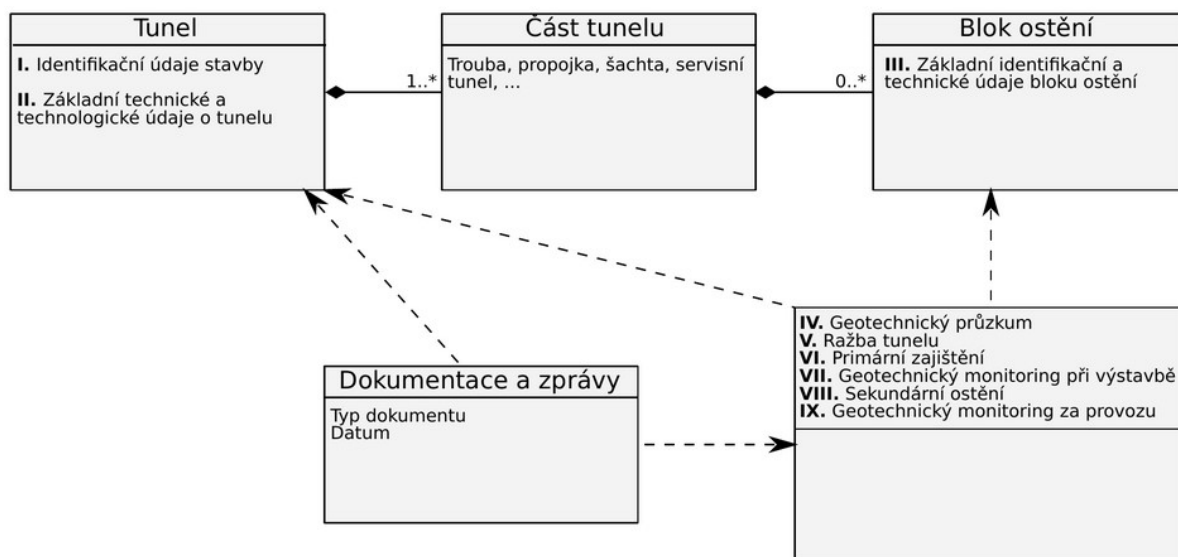 Tunel
I. Identifikační údaje stavby
II. Základní technické a
technologické údaje o tunelu
1..*
Část tunelu
Trouba, propojka, šachta, servisní
tunel, ...
0..*
Blok ostění
III. Základní identifikační a
technické údaje bloku ostění
Dokumentace a zprávy
Typ dokumentu
Datum
IV. Geotechnický průzkum
V. Ražba tunelu
VI. Primární zajištění
VII. Geotechnický monitoring při výstavbě
VIII. Sekundární ostění
IX. Geotechnický monitoring za provozu